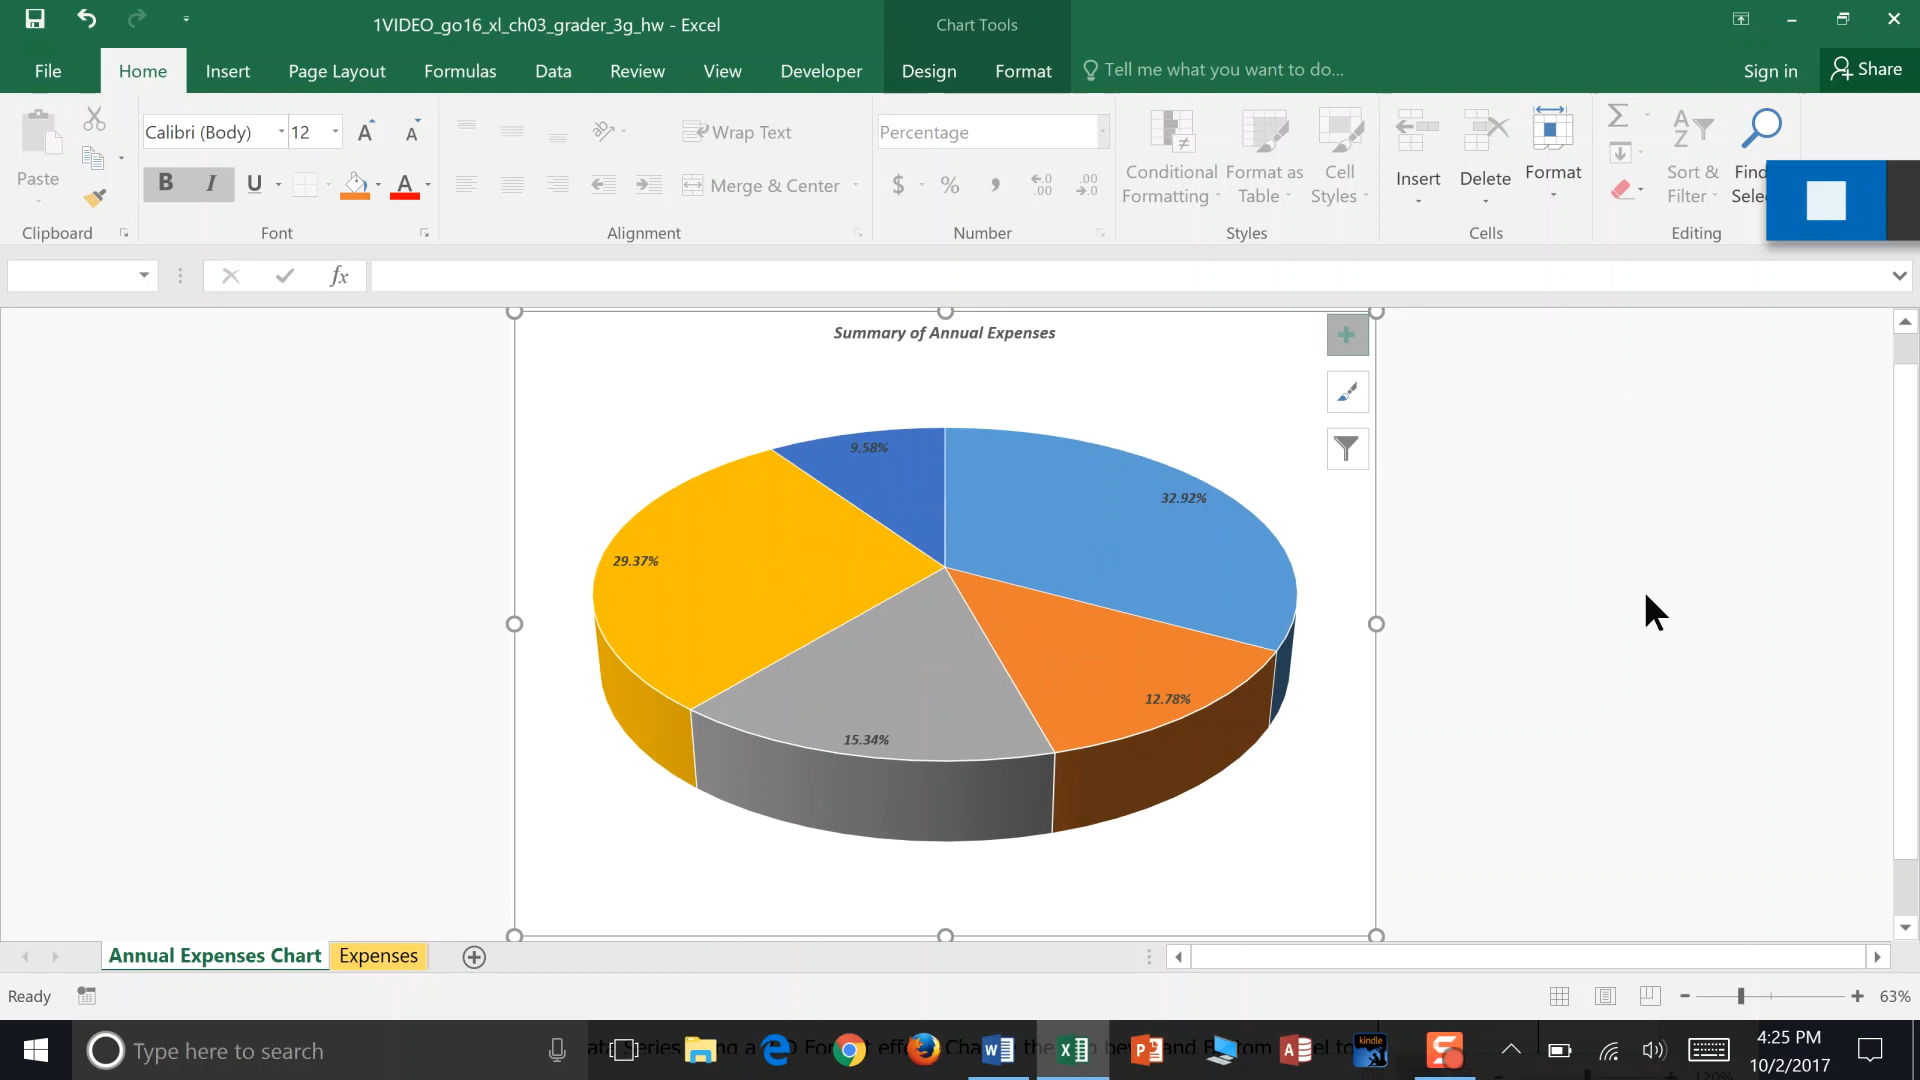 1VIDEO_go16_xl_ch03_grader_3g_hw - Excel
Chart Tools
File Home Insert Page Layout Formulas Data Review View Developer Design Format Tell me what you want to do... Sign in Share
Calibri (Body) 12 A A Wrap Text Percentage
Paste B I U A Merge & Center $ % , .00 .00
Conditional Formatting
Format as Table
Cell Styles
Insert Delete Format
Σ
Sort & Filter
Find
Clipboard Font Alignment Number Styles Cells Editing
fx
Summary of Annual Expenses
9.58%
32.92%
29.37%
12.78%
15.34%
Annual Expenses Chart Expenses
Ready 63%
Type here to search
kindle
4:25 PM
10/2/2017